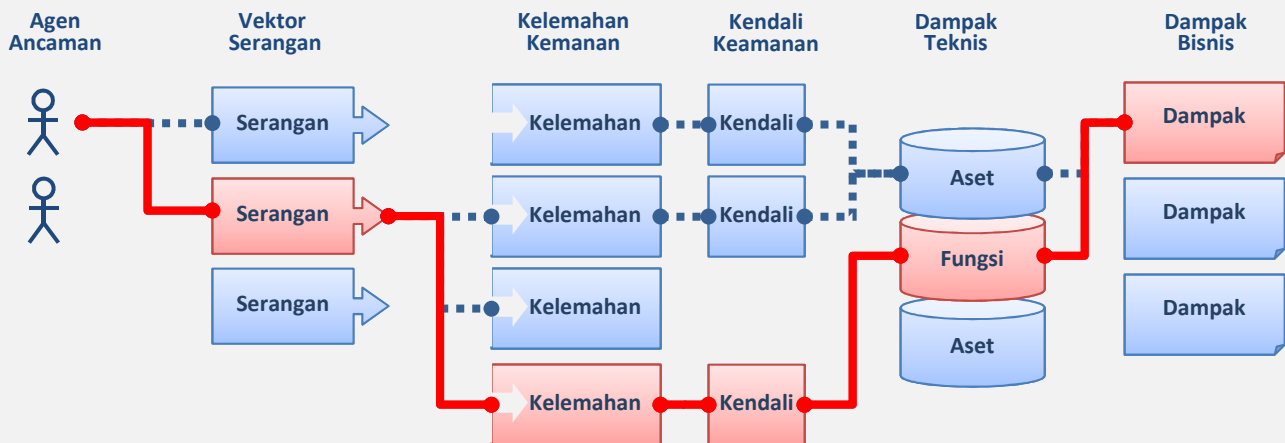 Agen
Ancaman
Vektor
Serangan
Kelemahan
Kemanan
Kendali
Keamanan
Dampak
Teknis
Dampak
Bisnis
Serangan
Kelemahan
Kendali
Dampak
Aset
Serangan
Kelemahan
Kendali
Dampak
Fungsi
Serangan
Kelemahan
Dampak
Aset
Kelemahan
Kendali